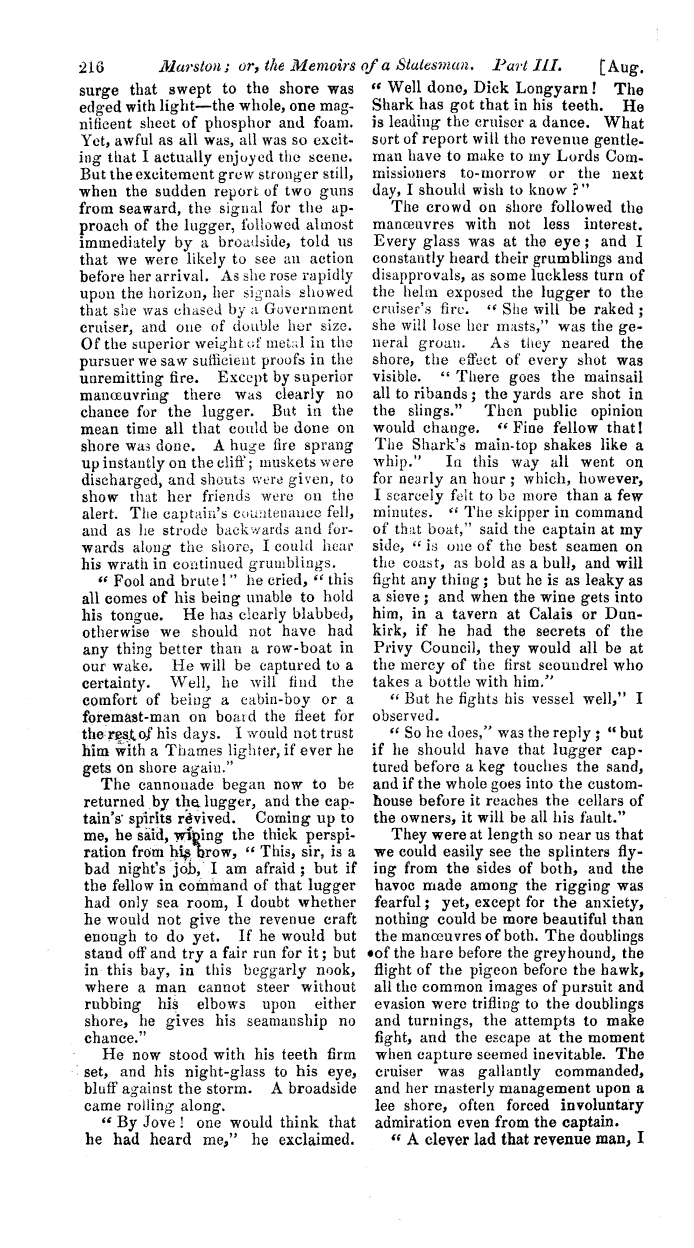 216 Marston; or, the Memoirs of a Statesman. Part III. [Aug.
surge that swept to the shore was
edged with light—the whole, one mag-
nificent sheet of phosphor and foam.
Yet, awful as all was, all was so excit-
ing that I actually enjoyed the scene.
But the excitement grew stronger still,
when the sudden report of two guns
from seaward, the signal for the ap-
proach of the lugger, followed almost
immediately by a broadside, told us
that we were likely to see an action
before her arrival. As she rose rapidly
upon the horizon, her signals showed
that she was chased by a Government
cruiser, and one of double her size.
Of the superior weight of metal in the
pursuer we saw sufficient proofs in the
unremitting fire. Except by superior
manœuvring there was clearly no
chance for the lugger. But in the
mean time all that could be done on
shore was done. A huge fire sprang
up instantly on the cliff; muskets were
discharged, and shouts were given, to
show that her friends were on the
alert. The captain's countenance fell,
and as he strode backwards and for-
wards along the shore, I could hear
his wrath in continued grumblings.
“ Fool and brute!” he cried, “ this
all comes of his being unable to hold
his tongue. He has clearly blabbed,
otherwise we should not have had
any thing better than a row-boat in
our wake. He will be captured to a
certainty. Well, he will find the
comfort of being a cabin-boy or a
foremast-man on board the fleet for
the rest of his days. I would not trust
him with a Thames lighter, if ever he
gets on shore again.”
The cannonade began now to be
returned by the lugger, and the cap-
tain's spirits revived. Coming up to
me, he said, wiping the thick perspi-
ration from his brow, “ This, sir, is a
bad night's job, I am afraid; but if
the fellow in command of that lugger
had only sea room, I doubt whether
he would not give the revenue craft
enough to do yet. If he would but
stand off and try a fair run for it; but
in this bay, in this beggarly nook,
where a man cannot steer without
rubbing his elbows upon either
shore, he gives his seamanship no
chance.”
He now stood with his teeth firm
set, and his night-glass to his eye,
bluff against the storm. A broadside
came rolling along.
“ By Jove! one would think that
he had heard me,” he exclaimed.
“ Well done, Dick Longyarn! The
Shark has got that in his teeth. He
is leading the cruiser a dance. What
sort of report will the revenue gentle-
man have to make to my Lords Com-
missioners to-morrow or the next
day, I should wish to know?”
The crowd on shore followed the
manœuvres with not less interest.
Every glass was at the eye; and I
constantly heard their grumblings and
disapprovals, as some luckless turn of
the helm exposed the lugger to the
cruiser's fire. “ She will be raked;
she will lose her masts,” was the ge-
neral groan. As they neared the
shore, the effect of every shot was
visible. “ There goes the mainsail
all to ribands; the yards are shot in
the slings.” Then public opinion
would change. “ Fine fellow that!
The Shark's main-top shakes like a
whip.” In this way all went on
for nearly an hour; which, however,
I scarcely felt to be more than a few
minutes. “ The skipper in command
of that boat,” said the captain at my
side, “ is one of the best seamen on
the coast, as bold as a bull, and will
fight any thing; but he is as leaky as
a sieve; and when the wine gets into
him, in a tavern at Calais or Dun-
kirk, if he had the secrets of the
Privy Council, they would all be at
the mercy of the first scoundrel who
takes a bottle with him.”
“ But he fights his vessel well,” I
observed.
“ So he does,” was the reply; “ but
if he should have that lugger cap-
tured before a keg touches the sand,
and if the whole goes into the custom-
house before it reaches the cellars of
the owners, it will be all his fault.”
They were at length so near us that
we could easily see the splinters fly-
ing from the sides of both, and the
havoc made among the rigging was
fearful; yet, except for the anxiety,
nothing could be more beautiful than
the manœuvres of both. The doublings
of the hare before the greyhound, the
flight of the pigeon before the hawk,
all the common images of pursuit and
evasion were trifling to the doublings
and turnings, the attempts to make
fight, and the escape at the moment
when capture seemed inevitable. The
cruiser was gallantly commanded,
and her masterly management upon a
lee shore, often forced involuntary
admiration even from the captain.
“ A clever lad that revenue man, I